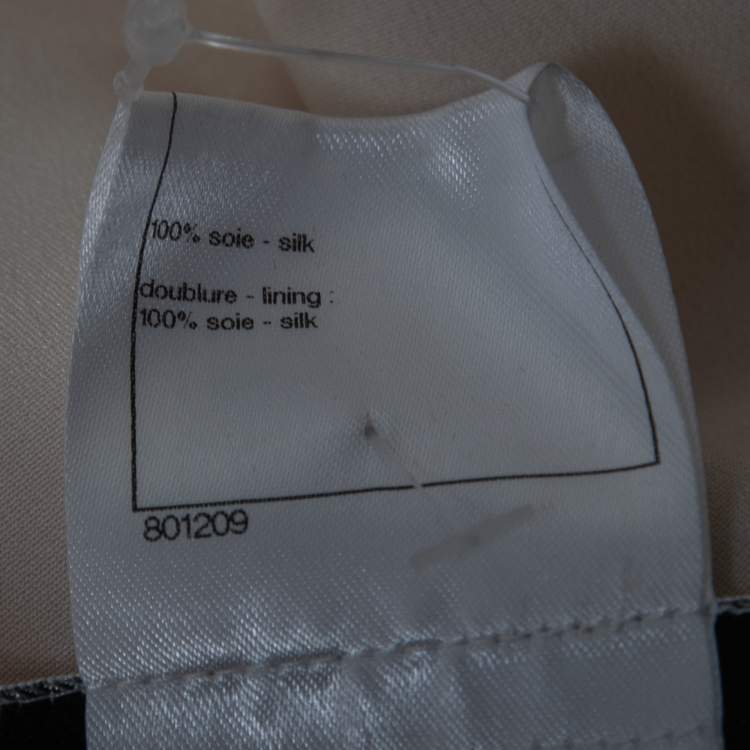 100% soie - silk
doublure - lining :
100% soie - silk
801209